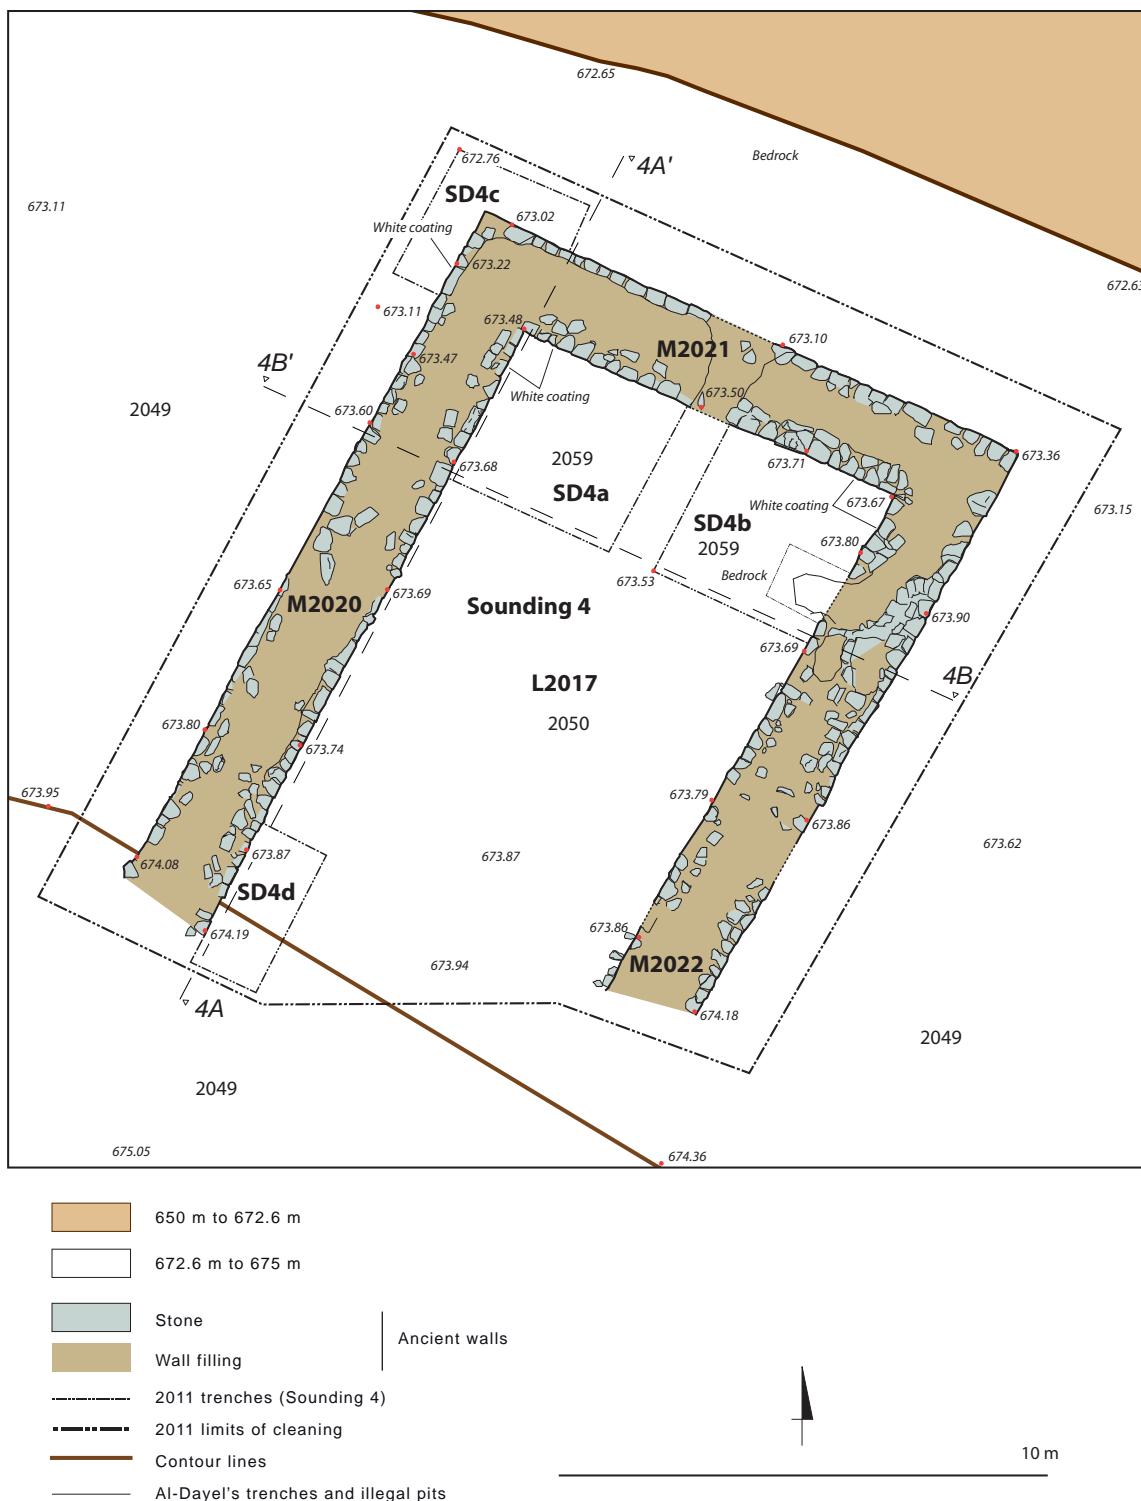 672.65
Bedrock
672.76
4A'
SD4c
673.11
673.02
White coating
673.22
672.63
673.11
673.48
673.10
M2021
673.47
4B'
White coating
673.50
2049
673.60
673.71
673.36
2059
673.68
SD4a
White coating
673.67
673.15
SD4b
673.80
2059
673.53
Bedrock
673.65
M2020
673.69
Sounding 4
673.90
673.69
4B
L2017
2050
673.80
673.74
673.95
673.79
673.86
673.62
674.08
673.87
673.87
SD4d
674.19
673.86
M2022
673.94
4A
674.18
2049
2049
675.05
674.36
650 m to 672.6 m
672.6 m to 675 m
Stone
Ancient walls
Wall filling
2011 trenches (Sounding 4)
2011 limits of cleaning
Contour lines
10 m
Al-Dayel's trenches and illegal pits